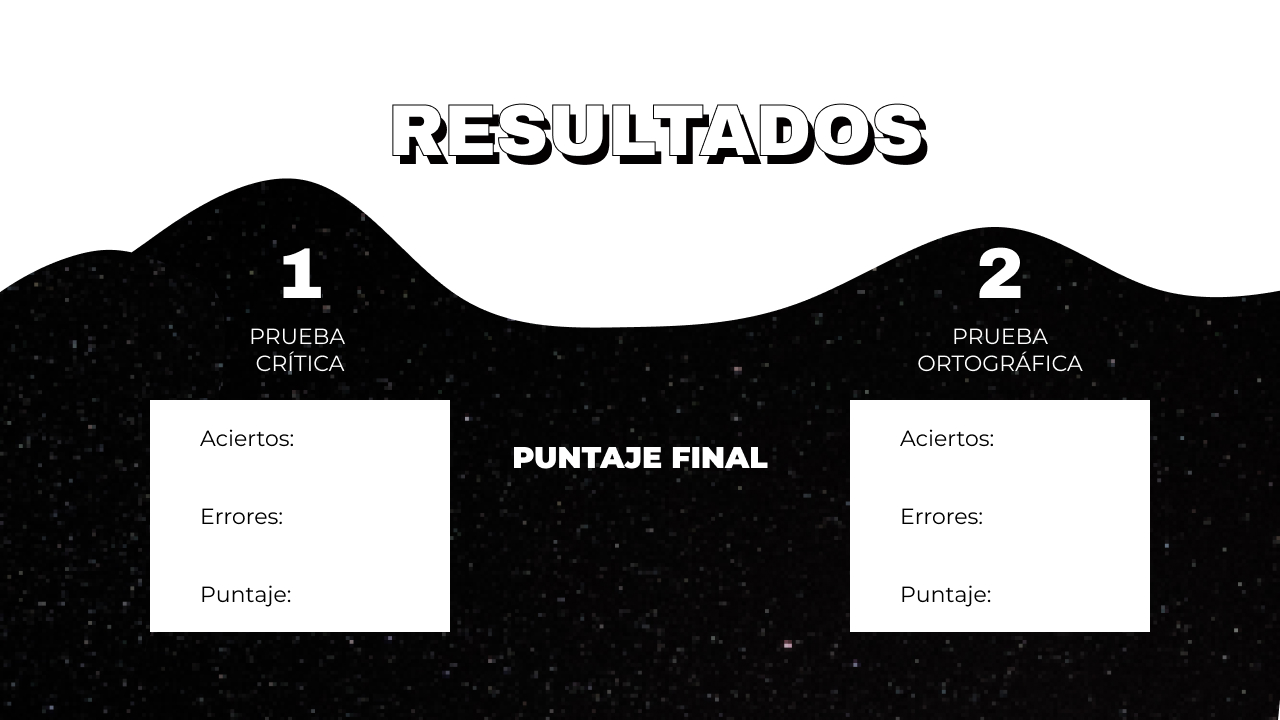 RESULTADOS
1
PRUEBA
CRÍTICA
Aciertos:
Errores:
Puntaje:
PUNTAJE FINAL
2
PRUEBA
ORTOGRÁFICA
Aciertos:
Errores:
Puntaje: